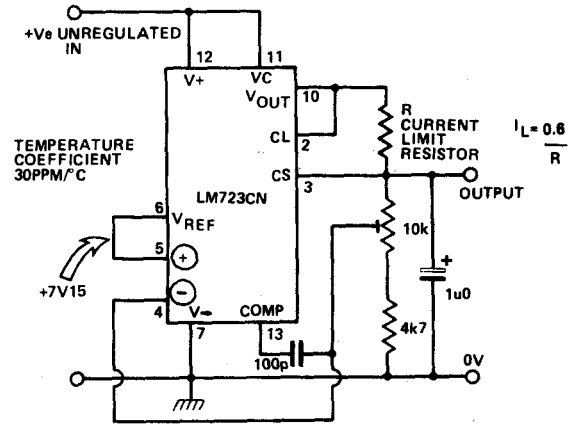 +Ve UNREGULATED
IN
12
11
V+
VC
VOUT
10
CL
2
R
CURRENT
LIMIT
RESISTOR
IL = 0.6
R
TEMPERATURE
COEFFICIENT
30PPM/°C
LM723CN
CS
3
OUTPUT
6
VREF
5
+
+7V15
10k
+
1u0
4
−
V−
COMP
7
13
100p
4k7
0V